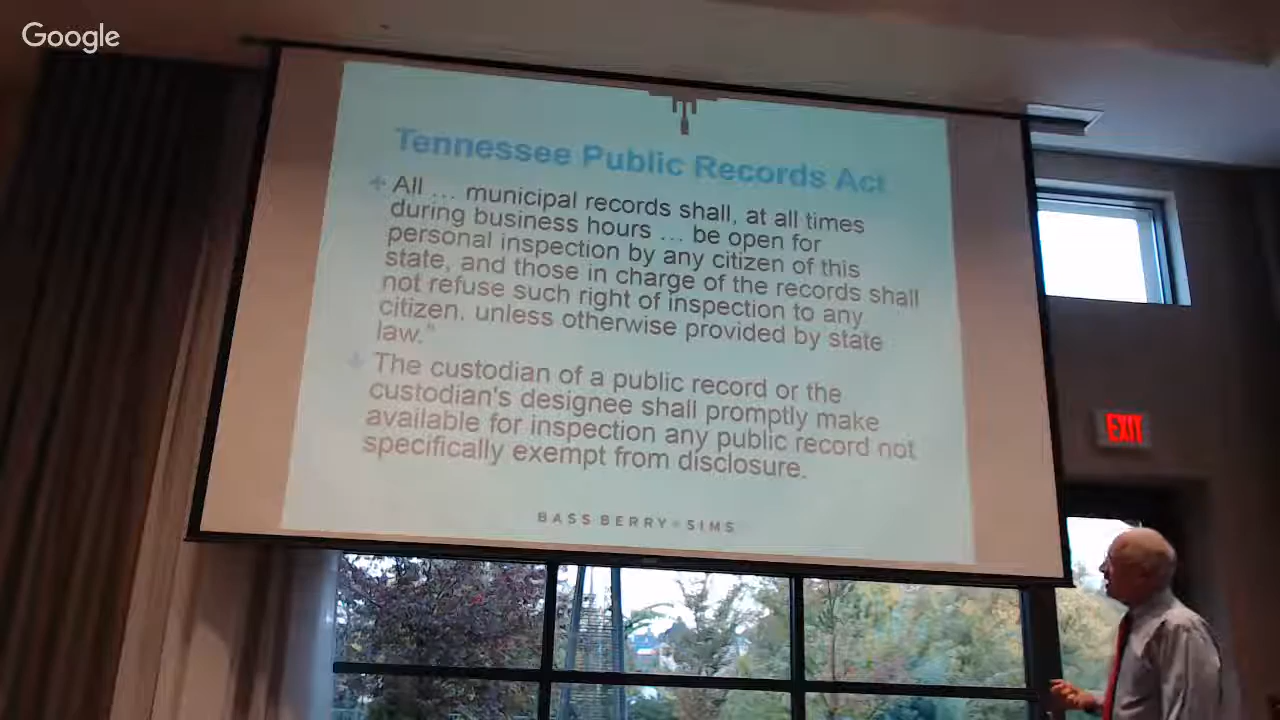 Google
Tennessee Public Records Act
All ... municipal records shall, at all times
during business hours ... be open for
personal inspection by any citizen of this
state, and those in charge of the records shall
not refuse such right of inspection to any
citizen, unless otherwise provided by state
law."
The custodian of a public record or the
custodian's designee shall promptly make
available for inspection any public record not
specifically exempt from disclosure.
BASS BERRY + SIMS
EXIT